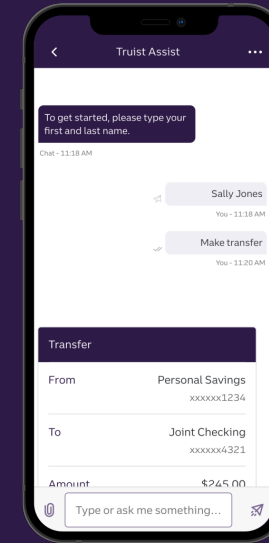 Truist Assist
To get started, please type your
first and last name.
Chat - 11:18 AM
Sally Jones
You - 11:18 AM
Make transfer
You - 11:20 AM
Transfer
From Personal Savings
xxxxxx1234
To Joint Checking
xxxxxx4321
Amount $245.00
Type or ask me something...